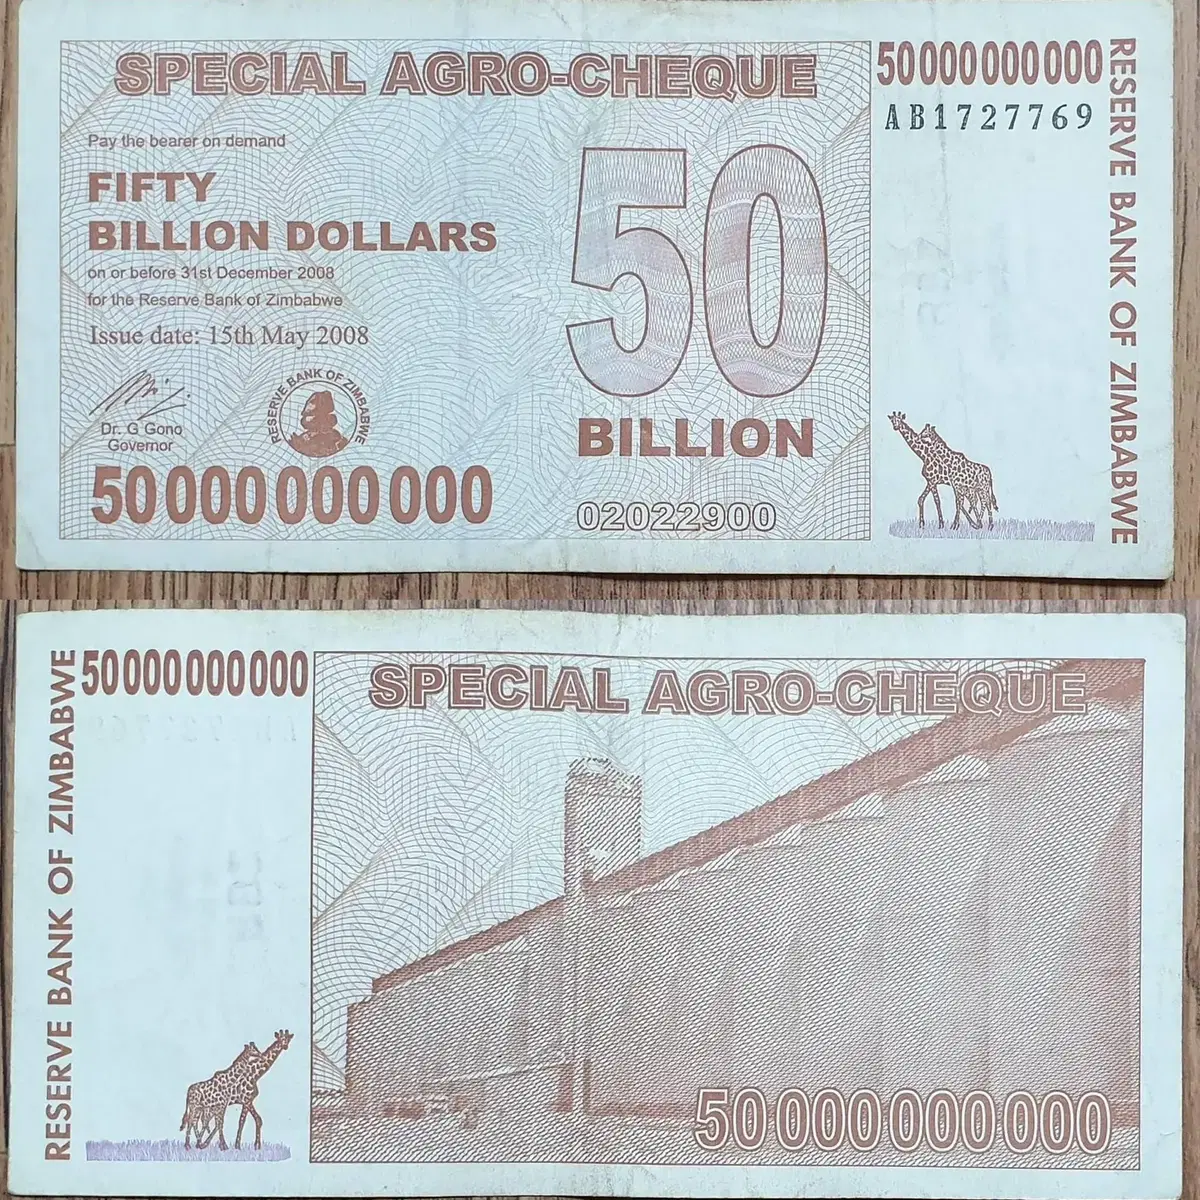 SPECIAL AGRO-CHEQUE
50000000000
AB1727769
Pay the bearer on demand
FIFTY
BILLION DOLLARS
on or before 31st December 2008
for the Reserve Bank of Zimbabwe
Issue date: 15th May 2008
Dr. G Gono
Governor
RESERVE BANK OF ZIMBABWE
50000000000
50
BILLION
02022900
RESERVE BANK OF ZIMBABWE
RESERVE BANK OF ZIMBABWE
50000000000
SPECIAL AGRO-CHEQUE
50000000000